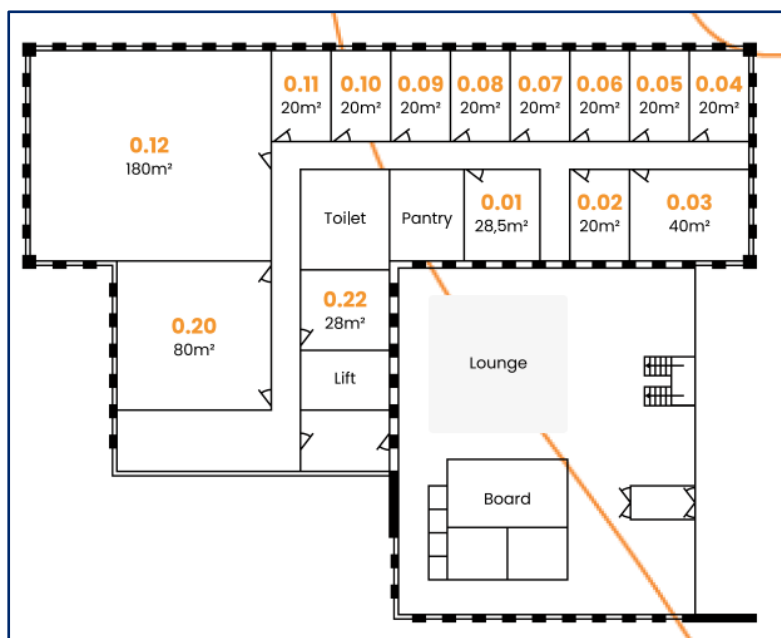 0.11 0.10 0.09 0.08 0.07 0.06 0.05 0.04
20m² 20m² 20m² 20m² 20m² 20m² 20m² 20m²
0.12
180m²
Toilet
Pantry
0.01
28,5m²
0.02
20m²
0.03
40m²
0.20
80m²
0.22
28m²
Lift
Lounge
Board